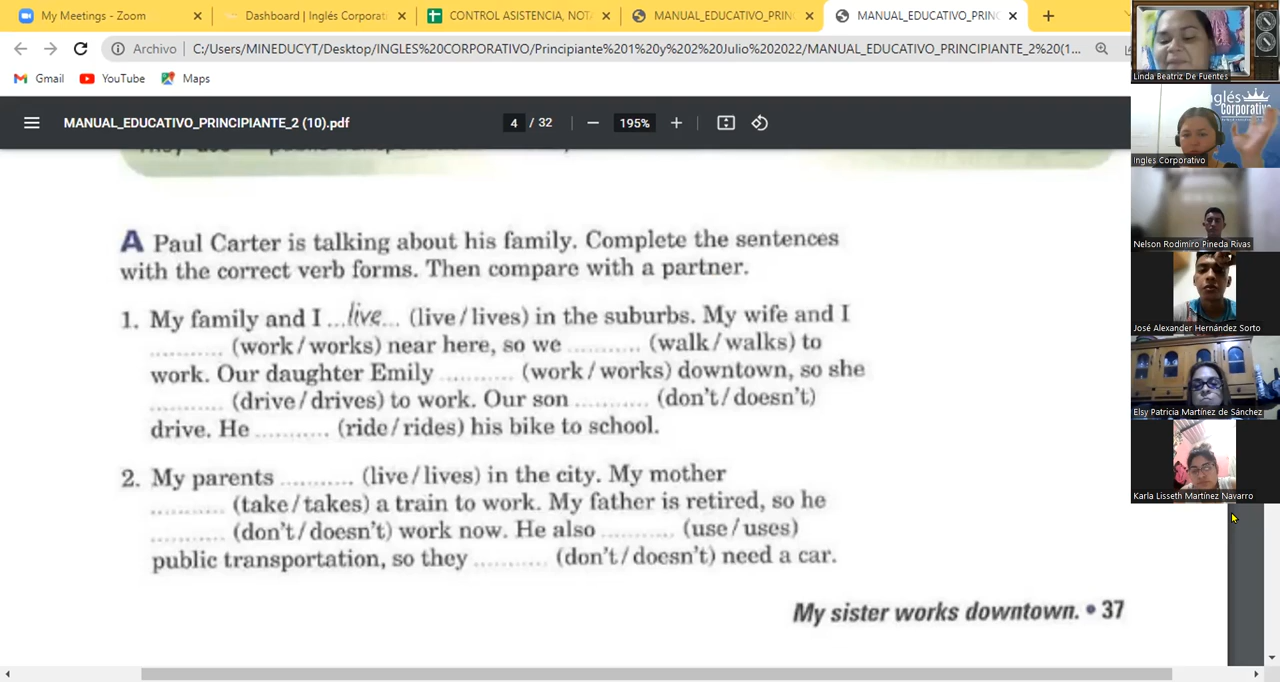 My Meetings - Zoom
Dashboard | Inglés Corporati
CONTROL ASISTENCIA, NOTA
MANUAL_EDUCATIVO_PRINC
MANUAL_EDUCATIVO_PRINC
Archivo
C:/Users/MINEDUCYT/Desktop/INGLES%20CORPORATIVO/Principiante%201%20y%202%20Julio%202022/MANUAL_EDUCATIVO_PRINCIPIANTE_2%20(1...
Gmail
YouTube
Maps
MANUAL_EDUCATIVO_PRINCIPIANTE_2 (10).pdf
4 / 32
195%
A Paul Carter is talking about his family. Complete the sentences
with the correct verb forms. Then compare with a partner.
1. My family and I ...live... (live / lives) in the suburbs. My wife and I
.......... (work / works) near here, so we .......... (walk / walks) to
work. Our daughter Emily .......... (work / works) downtown, so she
.......... (drive / drives) to work. Our son .......... (don't / doesn't)
drive. He .......... (ride / rides) his bike to school.
2. My parents .......... (live / lives) in the city. My mother
.......... (take / takes) a train to work. My father is retired, so he
.......... (don't / doesn't) work now. He also .......... (use / uses)
public transportation, so they .......... (don't / doesn't) need a car.
My sister works downtown. • 37
Linda Beatriz De Fuentes
Inglés
Corporativo
Ingles Corporativo
Nelson Rodimiro Pineda Rivas
José Alexander Hernández Sorto
Elsy Patricia Martínez de Sánchez
Karla Lisseth Martínez Navarro